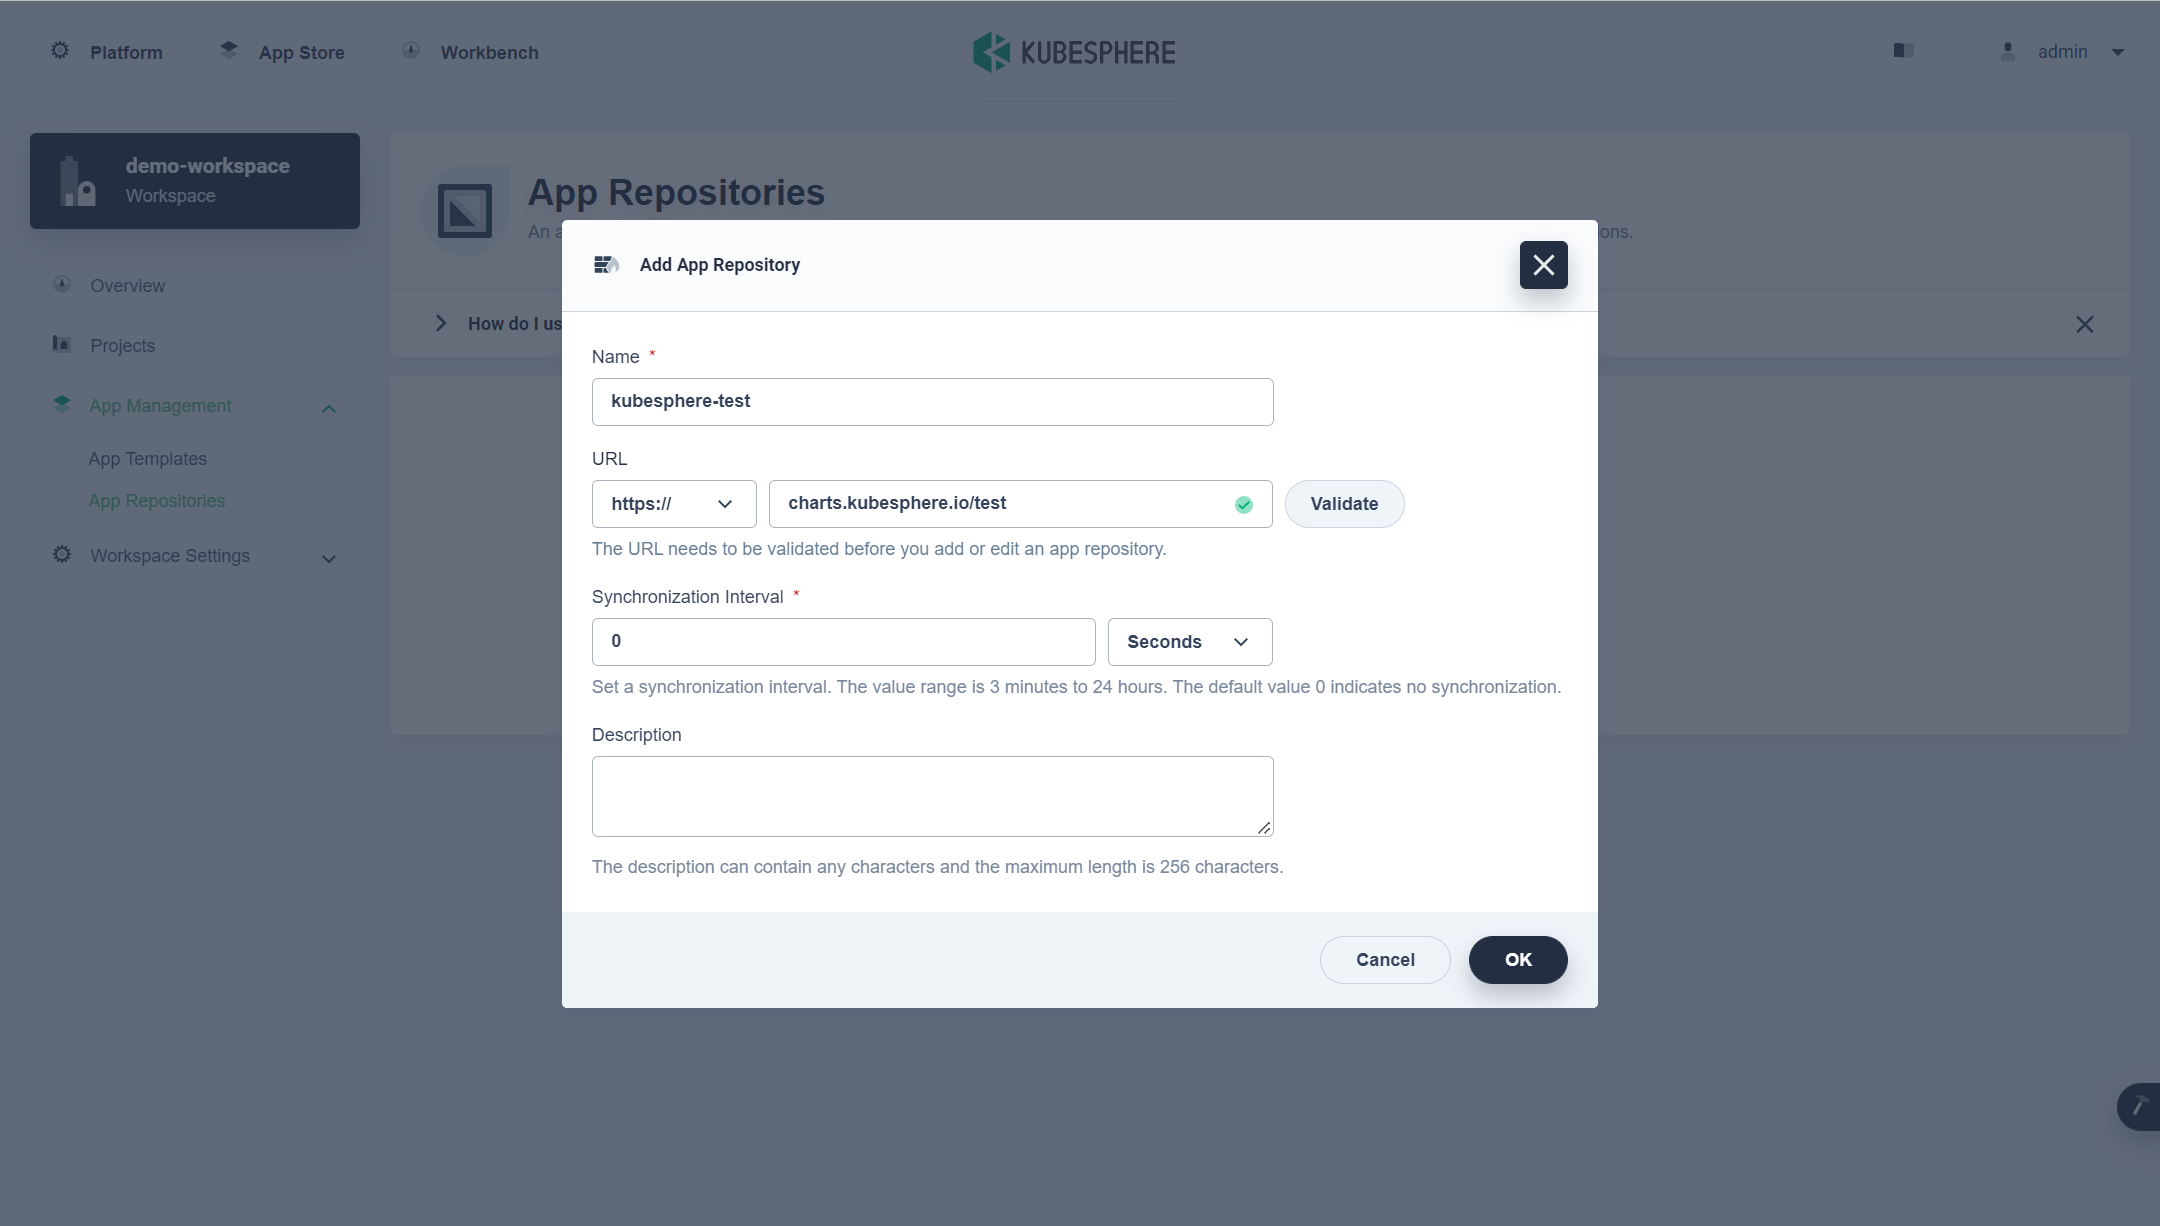 Platform
App Store
Workbench
KUBESPHERE
admin
demo-workspace
Workspace
Overview
Projects
App Management
App Templates
App Repositories
Workspace Settings
App Repositories
An
How do I
Add App Repository
Name *
kubesphere-test
URL
https://
charts.kubesphere.io/test
Validate
The URL needs to be validated before you add or edit an app repository.
Synchronization Interval *
0
Seconds
Set a synchronization interval. The value range is 3 minutes to 24 hours. The default value 0 indicates no synchronization.
Description
The description can contain any characters and the maximum length is 256 characters.
Cancel
OK